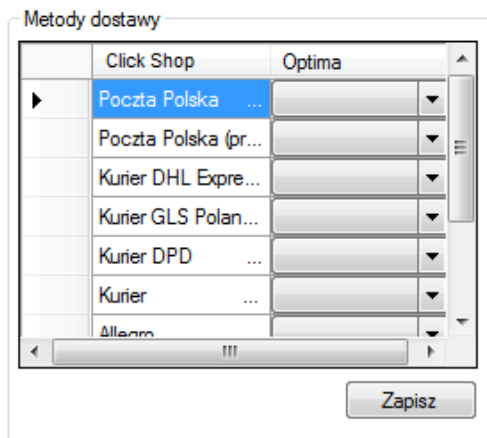 Metody dostawy
Click Shop Optima
Poczta Polska ...
Poczta Polska (pr...
Kurier DHL Expre...
Kurier GLS Polan...
Kurier DPD ...
Kurier ...
Allegro
Zapisz